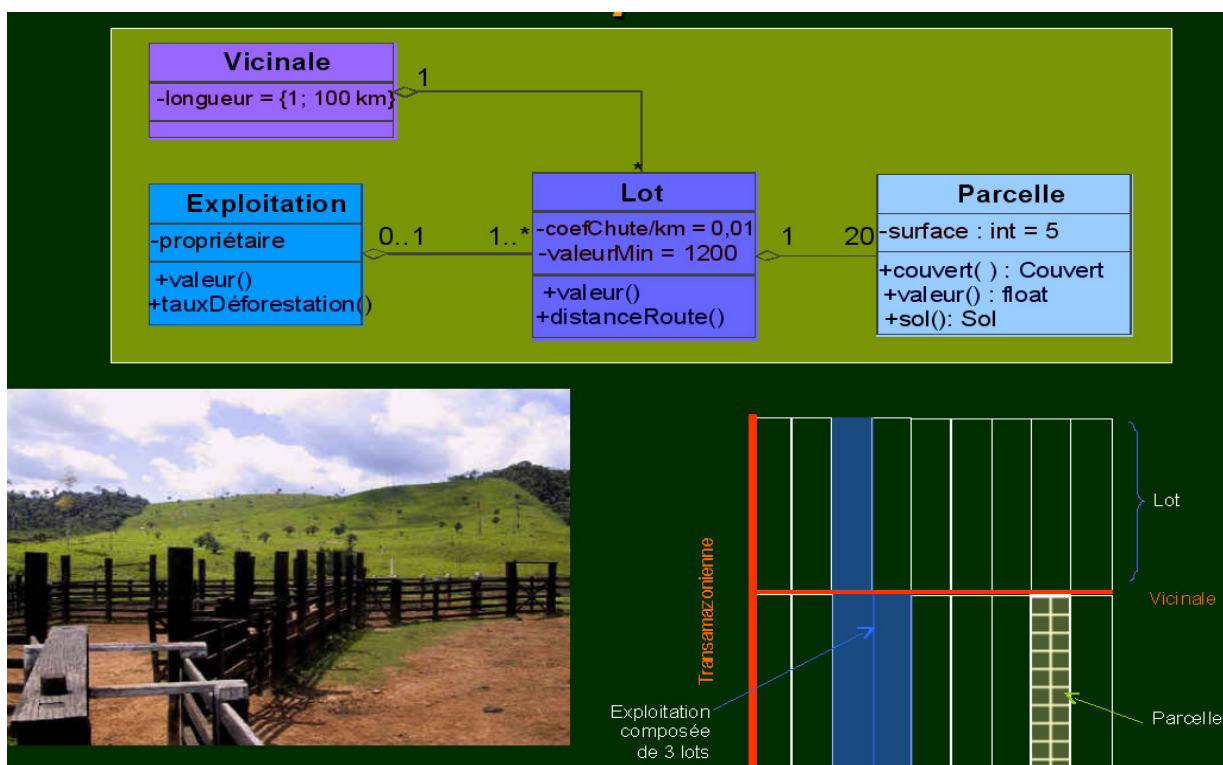 Vicinale
-longueur = {1; 100 km}
1
*
Exploitation
-propriétaire
+valeur()
+tauxDéforestation()
0..1
1..*
Lot
-coefChute/km = 0,01
-valeurMin = 1200
+valeur()
+distanceRoute()
1
20
Parcelle
-surface : int = 5
+couvert( ) : Couvert
+valeur() : float
+sol(): Sol
Transamazonienne
Lot
Vicinale
Exploitation
composée
de 3 lots
Parcelle